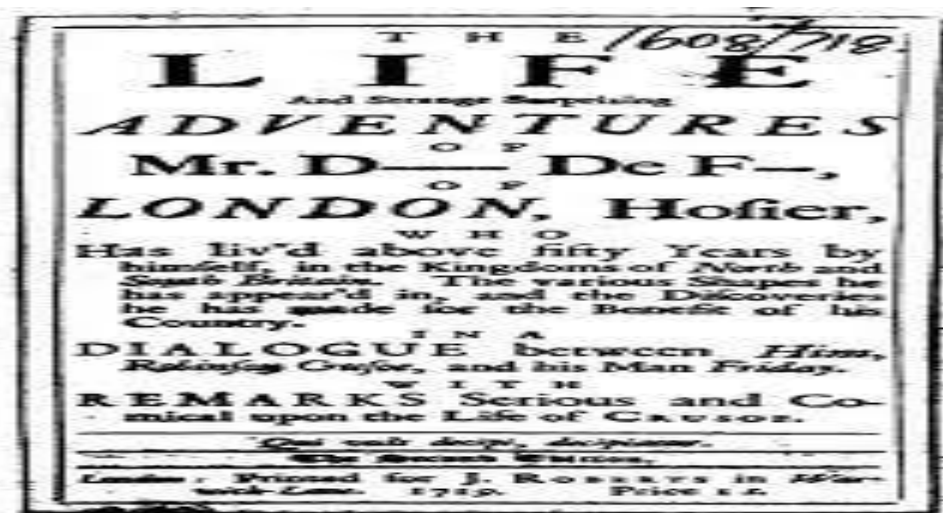 THE 1608/718.
LIFE
And Strange Surprizing
ADVENTURES
OF
Mr. D—— De F—,
OF
LONDON, Hoſier,
WHO
Has liv'd above fifty Years by
himſelf, in the Kingdoms of North and
South Britain. The various Shapes he
has appear'd in, and the Diſcoveries
he has made for the Benefit of his
Country.
IN A
DIALOGUE between Him,
Robinſon Cruſoe, and his Man Friday.
WITH
REMARKS Serious and Co-
mical upon the Life of CRUSOE.
Qui vult decipi, decipiatur.
The Second Edition.
London: Printed for J. ROBERTS in War-
wick-Lane. 1719. Price 1 s.